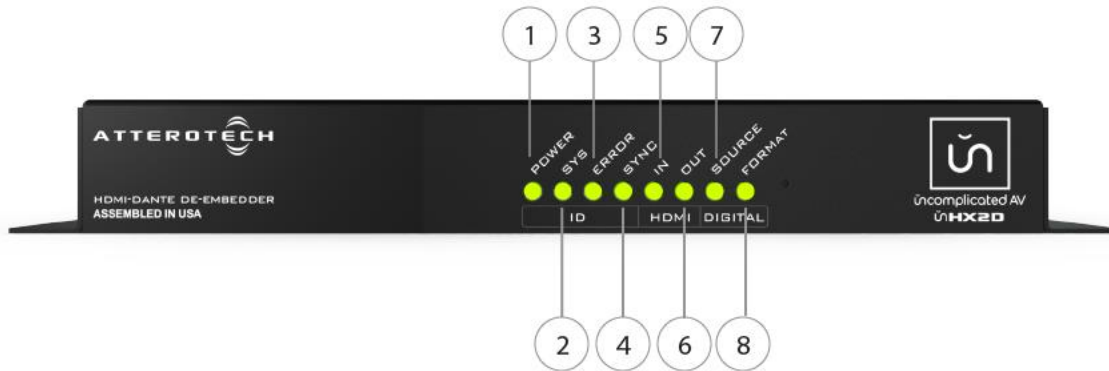 1
3
5
7
ATTEROTECH
POWER
SYS
ERROR
SYNC
IN
OUT
SOURCE
FORMAT
HDMI-DANTE DE-EMBEDDER
ASSEMBLED IN USA
ID
HDMI
DIGITAL
ŭn
ŭncomplicated AV
ŭnHX2D
2
4
6
8